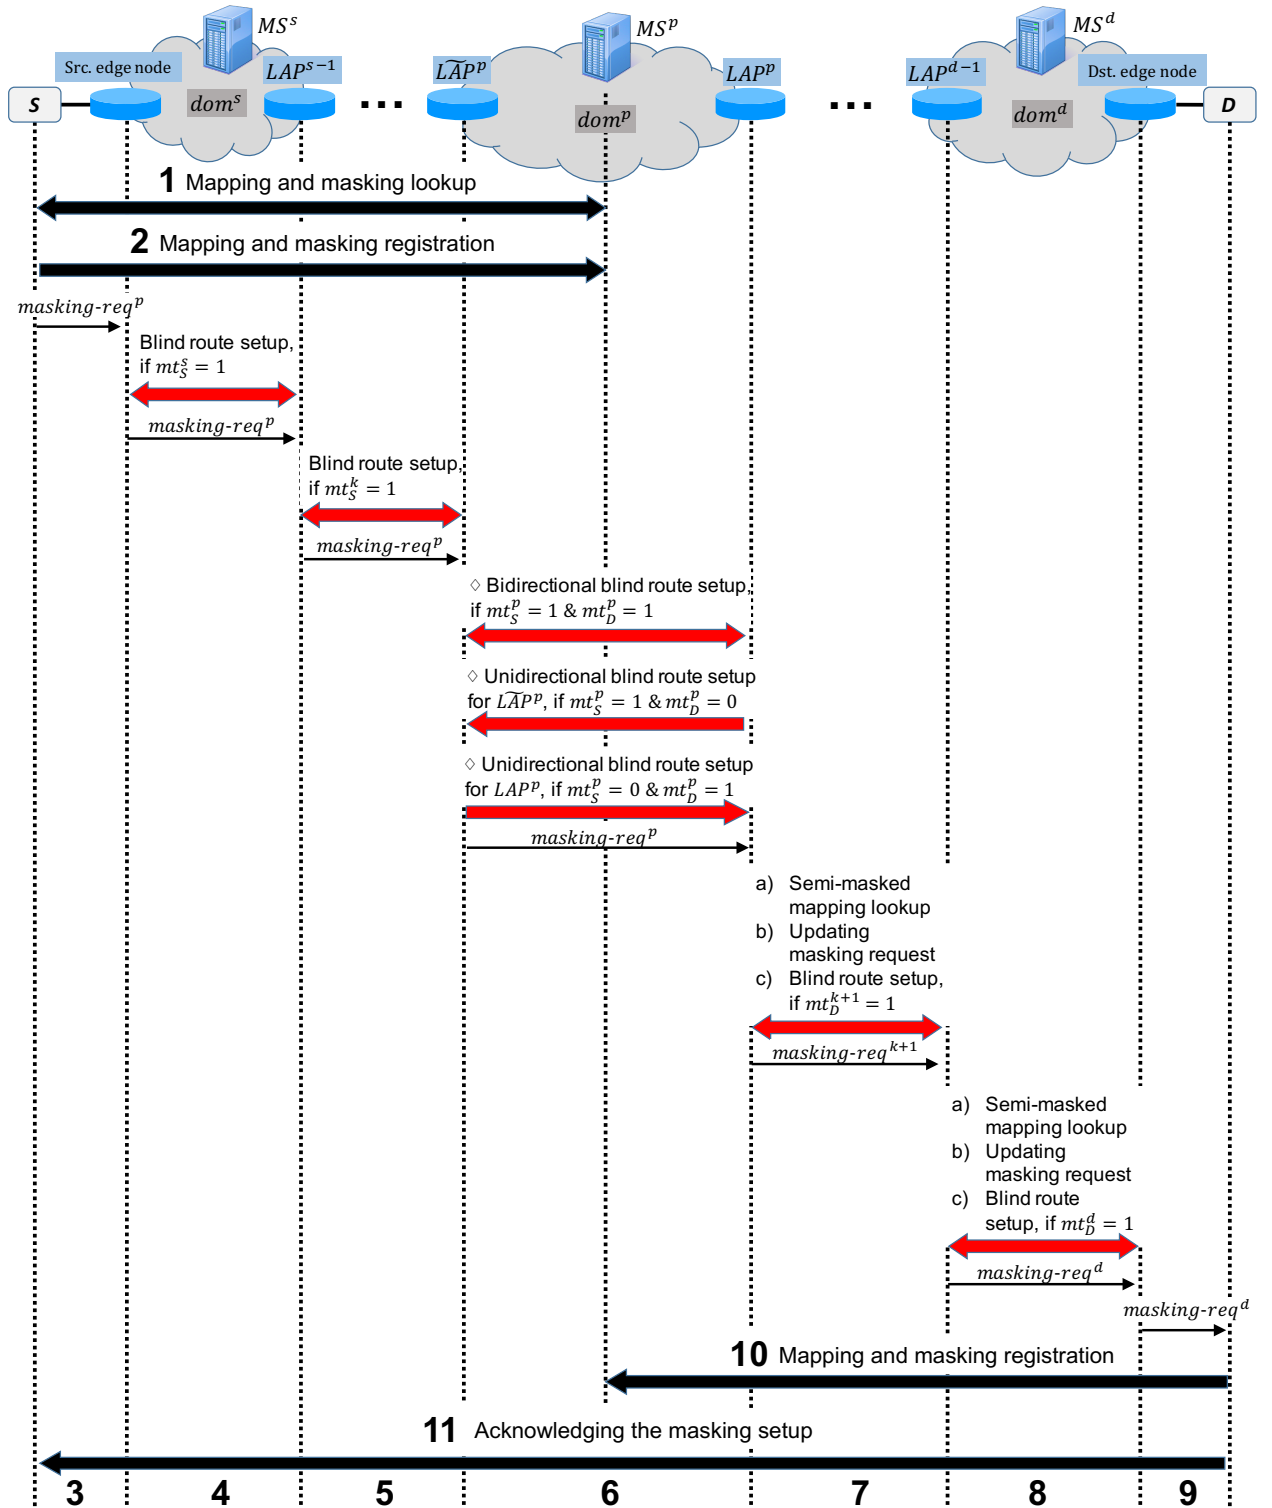 MS^s
MS^p
MS^d
Src. edge node
LAP^{s−1}
\widetilde{LAP}^p
LAP^p
LAP^{d−1}
Dst. edge node
S
dom^s
...
dom^p
...
dom^d
D
1 Mapping and masking lookup
2 Mapping and masking registration
masking-req^p
Blind route setup,
if mt_S^s = 1
masking-req^p
Blind route setup,
if mt_S^k = 1
masking-req^p
◇ Bidirectional blind route setup,
if mt_S^p = 1 & mt_D^p = 1
◇ Unidirectional blind route setup
for \widetilde{LAP}^p, if mt_S^p = 1 & mt_D^p = 0
◇ Unidirectional blind route setup
for LAP^p, if mt_S^p = 0 & mt_D^p = 1
masking-req^p
a) Semi-masked
mapping lookup
b) Updating
masking request
c) Blind route setup,
if mt_D^{k+1} = 1
masking-req^{k+1}
a) Semi-masked
mapping lookup
b) Updating
masking request
c) Blind route
setup, if mt_D^d = 1
masking-req^d
masking-req^d
10 Mapping and masking registration
11 Acknowledging the masking setup
3 4 5 6 7 8 9